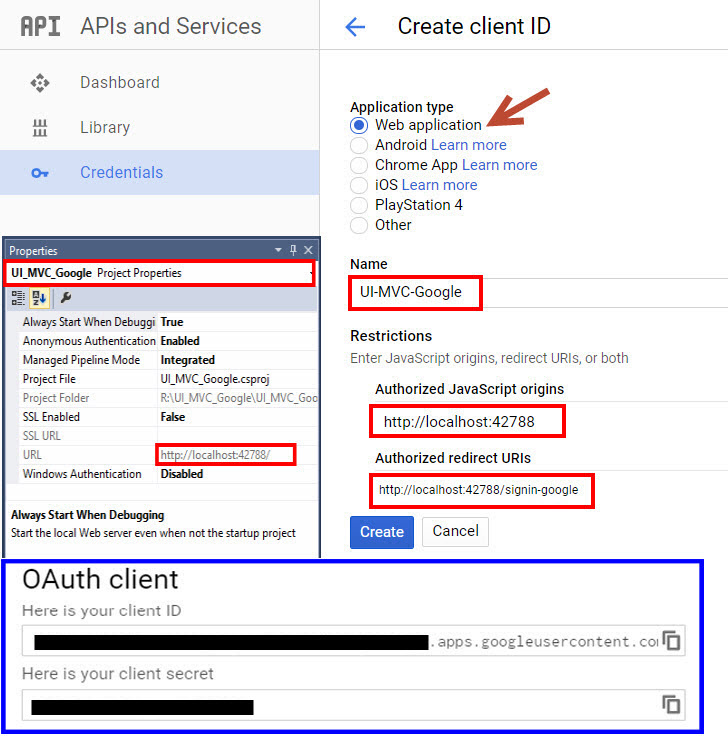 API APIs and Services
Dashboard
Library
Credentials
Create client ID
Application type
Web application
Android Learn more
Chrome App Learn more
iOS Learn more
PlayStation 4
Other
Name
UI-MVC-Google
Restrictions
Enter JavaScript origins, redirect URIs, or both
Authorized JavaScript origins
http://localhost:42788
Authorized redirect URIs
http://localhost:42788/signin-google
Create Cancel
Properties
UI_MVC_Google Project Properties
Always Start When Debuggi True
Anonymous Authentication Enabled
Managed Pipeline Mode Integrated
Project File UI_MVC_Google.csproj
Project Folder R:\UI_MVC_Google\UI_MVC_Goo
SSL Enabled False
SSL URL
URL http://localhost:42788/
Windows Authentication Disabled
Always Start When Debugging
Start the local Web server even when not the startup project
OAuth client
Here is your client ID
.apps.googleusercontent.co
Here is your client secret